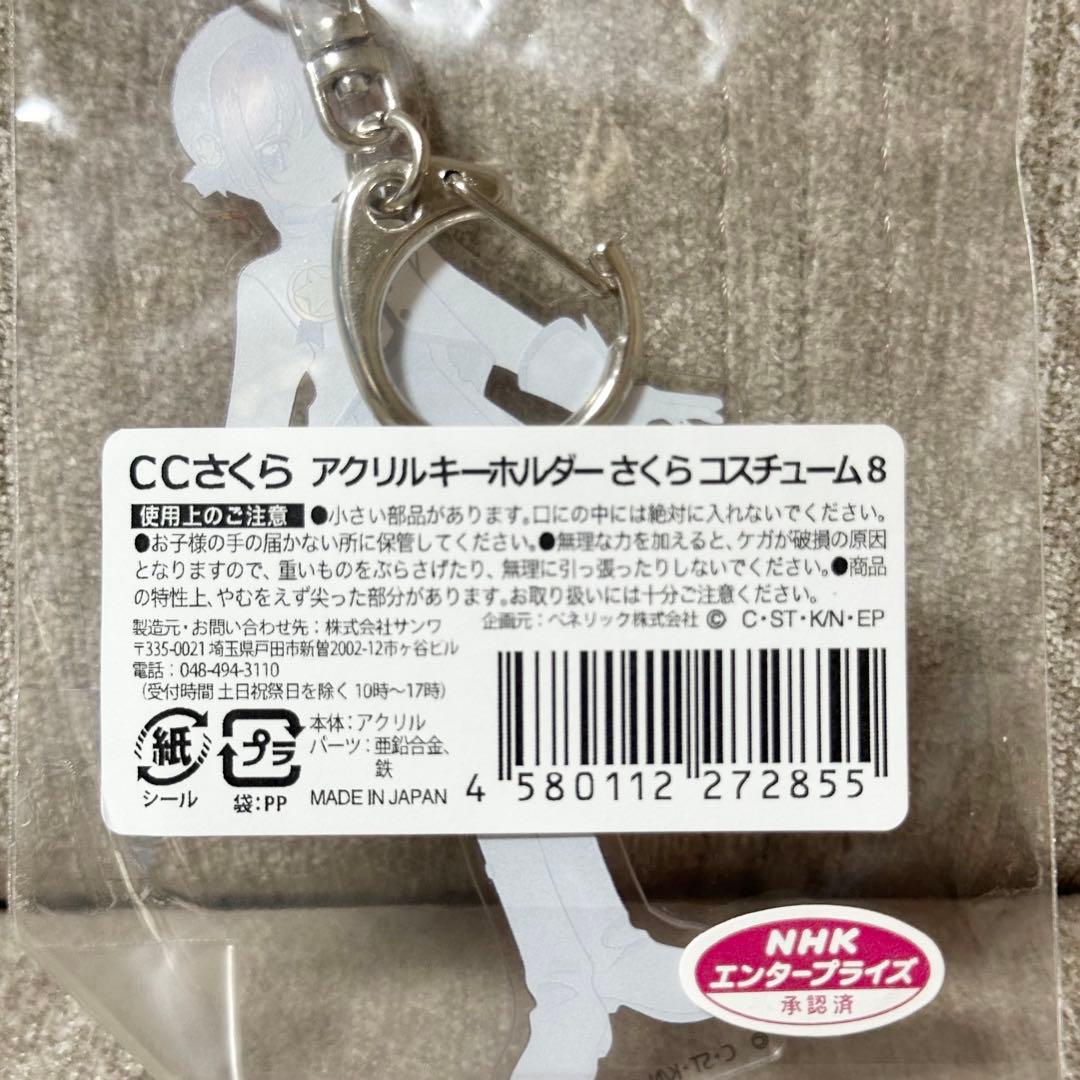 CCさくら アクリルキーホルダー さくら コスチューム8
使用上のご注意 ●小さい部品があります。口にの中には絶対に入れないでください。
●お子様の手の届かない所に保管してください。●無理な力を加えると、ケガが破損の原因
となりますので、重いものをぶらさげたり、無理に引っ張ったりしないでください。●商品
の特性上、やむをえず尖った部分があります。お取り扱いには十分ご注意ください。
製造元・お問い合わせ先：株式会社サンワ
企画元：ベネリック株式会社 © C・ST・K/N・EP
〒335-0021 埼玉県戸田市新曽2002-12市ヶ谷ビル
電話：048-494-3110
（受付時間 土日祝祭日を除く 10時〜17時）
紙
シール
プラ
袋：PP
本体：アクリル
パーツ：亜鉛合金、
鉄
MADE IN JAPAN
4 580112 272855
NHK
エンタープライズ
承認済